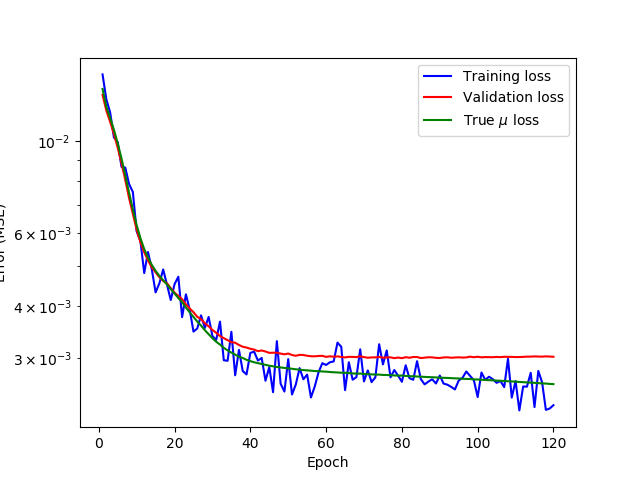 Training loss
Validation loss
True μ loss
10⁻²
6 × 10⁻³
4 × 10⁻³
3 × 10⁻³
(MSE)
0 20 40 60 80 100 120
Epoch